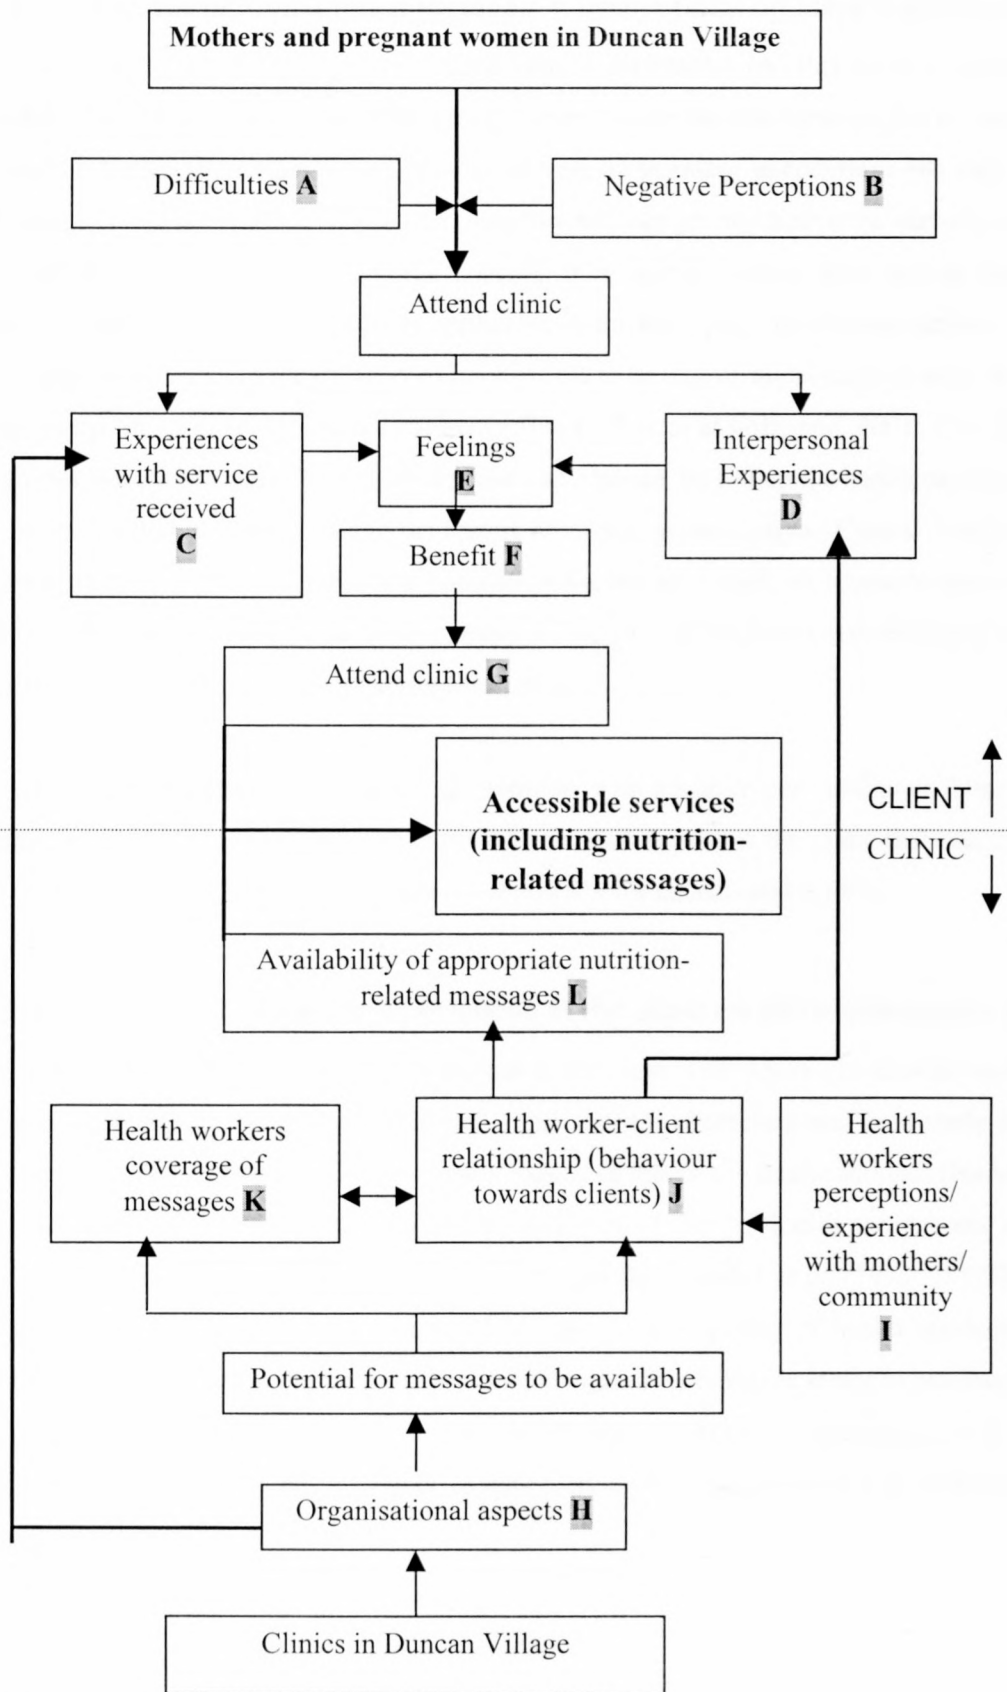 Mothers and pregnant women in Duncan Village
Difficulties A
Negative Perceptions B
Attend clinic
Experiences
with service
received
C
Feelings
E
Interpersonal
Experiences
D
Benefit F
Attend clinic G
Accessible services
(including nutrition-
related messages)
CLIENT
CLINIC
Availability of appropriate nutrition-
related messages L
Health workers
coverage of
messages K
Health worker-client
relationship (behaviour
towards clients) J
Health
workers
perceptions/
experience
with mothers/
community
I
Potential for messages to be available
Organisational aspects H
Clinics in Duncan Village